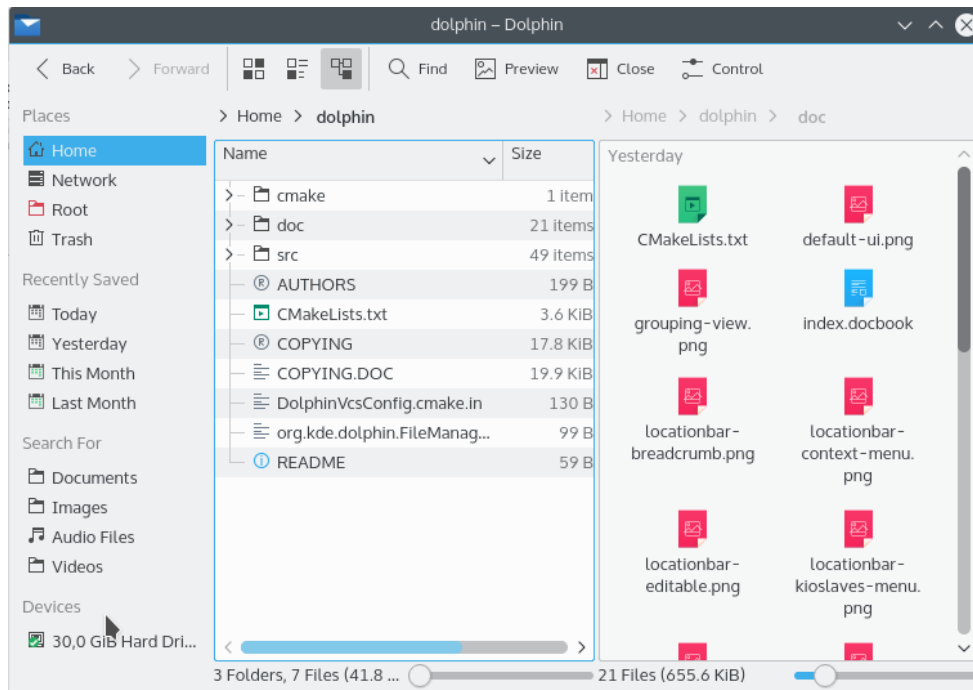 dolphin – Dolphin
Back Forward Find Preview Close Control
Places
Home
Network
Root
Trash
Recently Saved
Today
Yesterday
This Month
Last Month
Search For
Documents
Images
Audio Files
Videos
Devices
30,0 GiB Hard Dri...
> Home > dolphin
Name Size
cmake 1 item
doc 21 items
src 49 items
AUTHORS 199 B
CMakeLists.txt 3.6 KiB
COPYING 17.8 KiB
COPYING.DOC 19.9 KiB
DolphinVcsConfig.cmake.in 130 B
org.kde.dolphin.FileManag... 99 B
README 59 B
3 Folders, 7 Files (41.8 ...
> Home > dolphin > doc
Yesterday
CMakeLists.txt
default-ui.png
grouping-view.
png
index.docbook
locationbar-
breadcrumb.png
locationbar-
context-menu.
png
locationbar-
editable.png
locationbar-
kioslaves-menu.
png
21 Files (655.6 KiB)